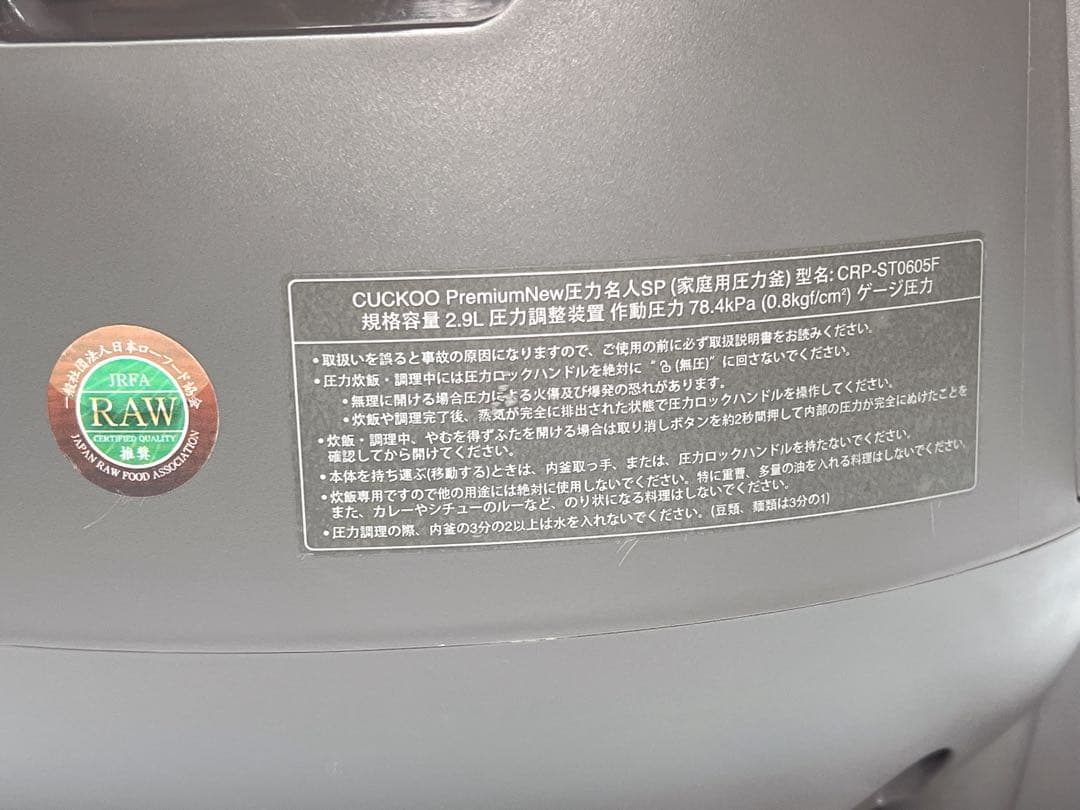 一般社団法人日本ローフード協会
JRFA
RAW
CERTIFIED QUALITY
推奨
JAPAN RAW FOOD ASSOCIATION
CUCKOO PremiumNew圧力名人SP (家庭用圧力釜) 型名: CRP-ST0605F
規格容量 2.9L 圧力調整装置 作動圧力 78.4kPa (0.8kgf/cm²) ゲージ圧力
•取扱いを誤ると事故の原因になりますので、ご使用の前に必ず取扱説明書をお読みください。
•圧力炊飯・調理中には圧力ロックハンドルを絶対に “ (無圧)” に回さないでください。
•無理に開ける場合圧力による火傷及び爆発の恐れがあります。
•炊飯や調理完了後、蒸気が完全に排出された状態で圧力ロックハンドルを操作してください。
•炊飯・調理中、やむを得ずふたを開ける場合は取り消しボタンを約2秒間押して内部の圧力が完全にぬけたことを
確認してから開けてください。
•本体を持ち運ぶ(移動する)ときは、内釜取っ手、または、圧力ロックハンドルを持たないでください。
•炊飯専用ですので他の用途には絶対に使用しないでください。特に重曹、多量の油を入れる料理はしないでください。
また、カレーやシチューのルーなど、のり状になる料理はしないでください。
•圧力調理の際、内釜の3分の2以上は水を入れないでください。(豆類、麺類は3分の1)